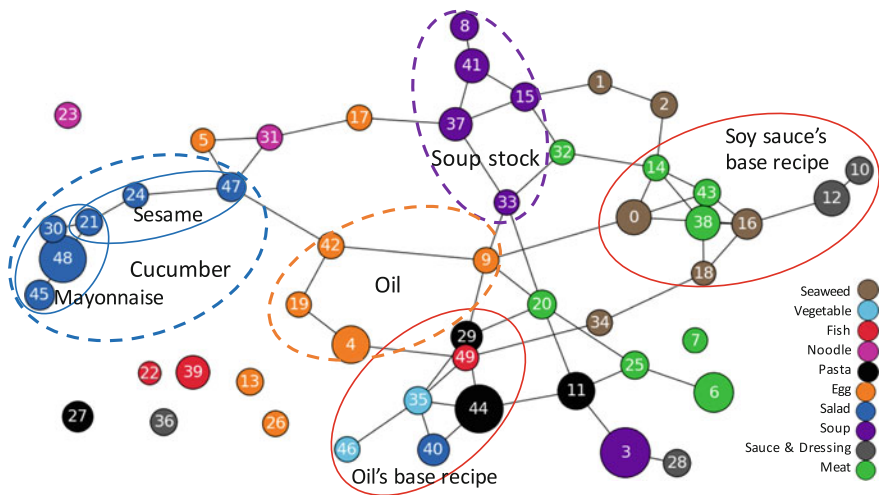 8
41
1
15
2
23
17
37
Soy sauce's
base recipe
5
31
Soup stock
32
14
10
47
24
43
12
33
0
38
16
30
21
Sesame
42
9
48
Cucumber
18
45
Mayonnaise
Oil
19
20
34
Seaweed
Vegetable
Fish
Noodle
Pasta
Egg
Salad
Soup
Sauce & Dressing
Meat
4
29
7
49
22
39
13
25
6
11
35
44
27
36
26
46
40
3
28
Oil's base recipe